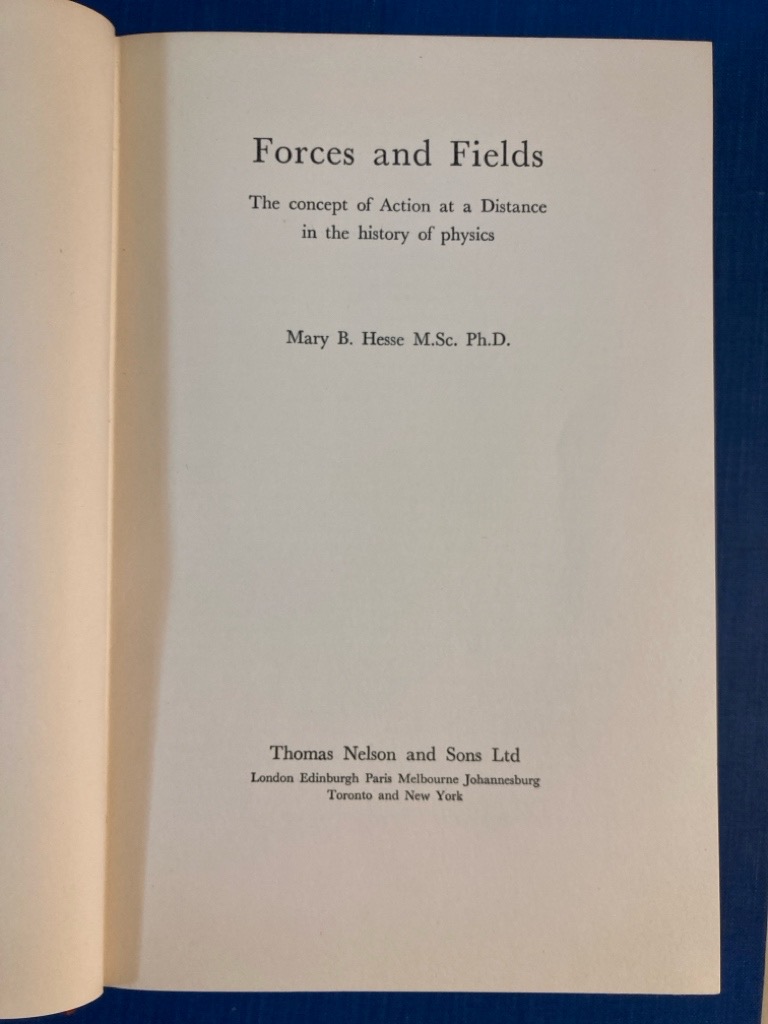 Forces and Fields
The concept of Action at a Distance
in the history of physics
Mary B. Hesse M.Sc. Ph.D.
Thomas Nelson and Sons Ltd
London Edinburgh Paris Melbourne Johannesburg
Toronto and New York